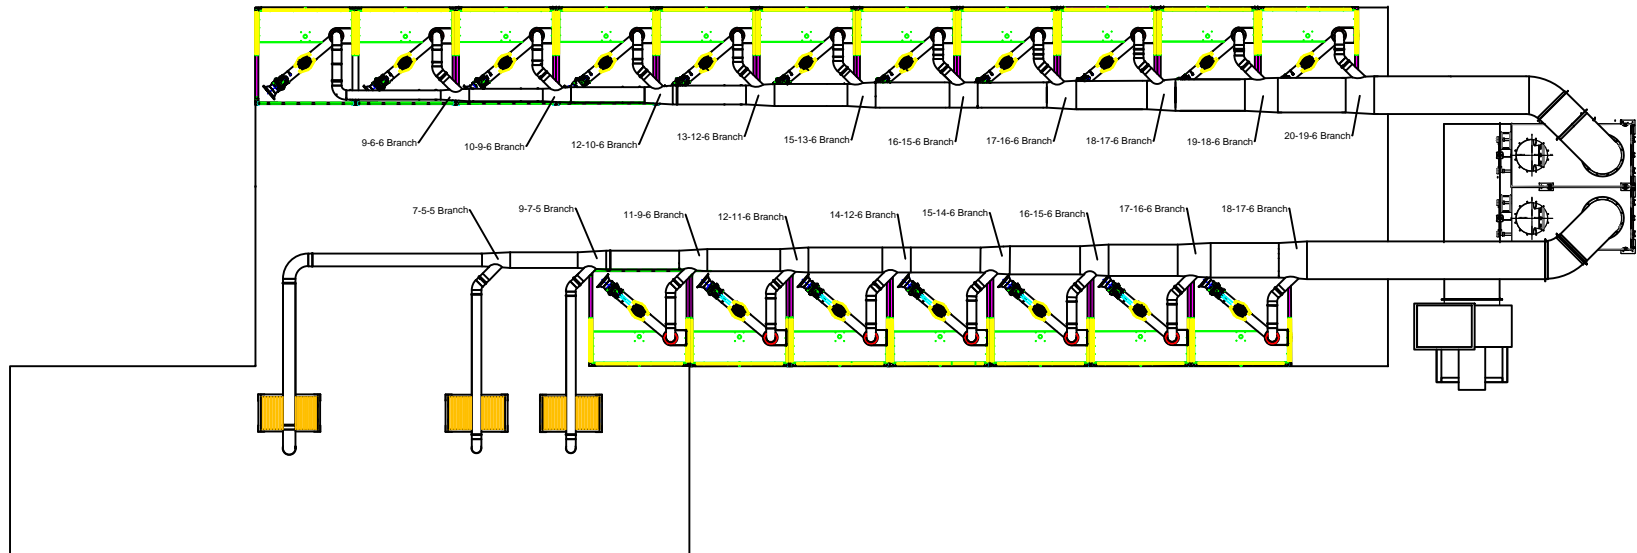 9-6-6 Branch
10-9-6 Branch
12-10-6 Branch
13-12-6 Branch
15-13-6 Branch
16-15-6 Branch
17-16-6 Branch
18-17-6 Branch
19-18-6 Branch
20-19-6 Branch
7-5-5 Branch
9-7-5 Branch
11-9-6 Branch
12-11-6 Branch
14-12-6 Branch
15-14-6 Branch
16-15-6 Branch
17-16-6 Branch
18-17-6 Branch